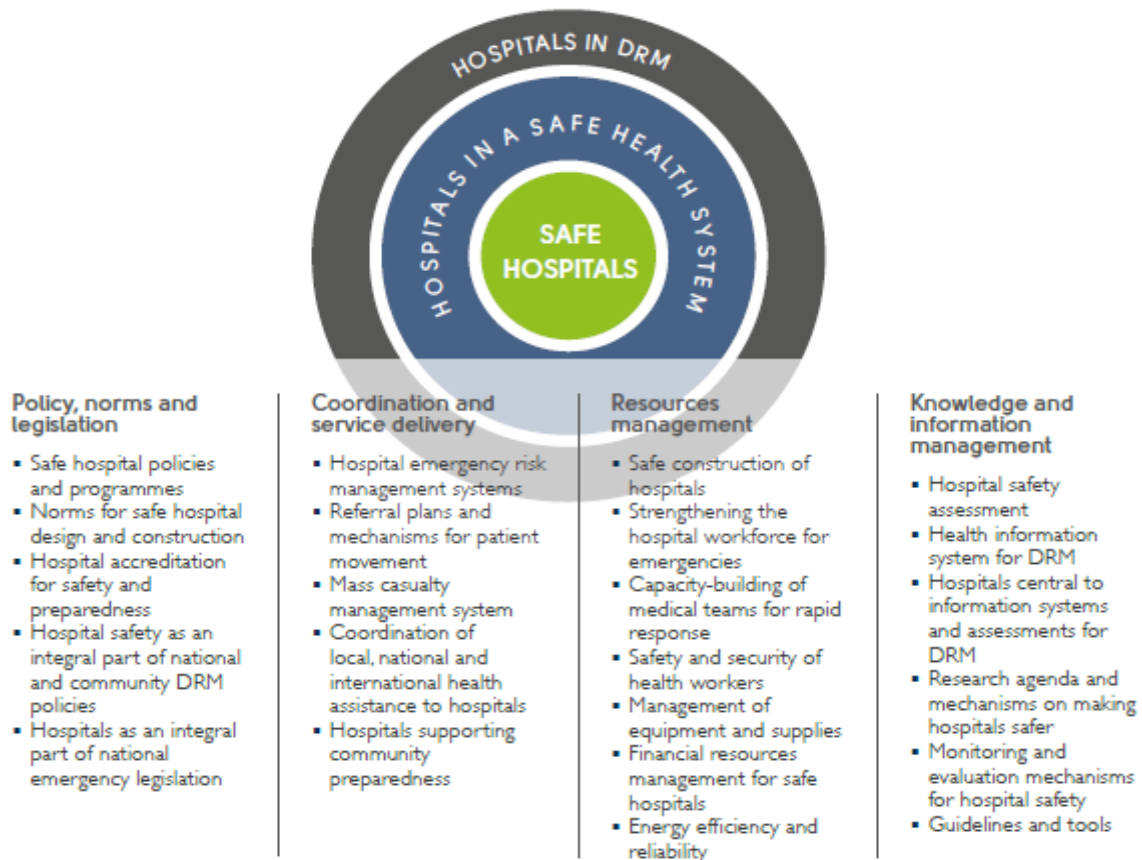 HOSPITALS IN DRM
HOSPITALS IN A SAFE HEALTH SYSTEM
SAFE
HOSPITALS
Policy, norms and
legislation
▪ Safe hospital policies
and programmes
▪ Norms for safe hospital
design and construction
▪ Hospital accreditation
for safety and
preparedness
▪ Hospital safety as an
integral part of national
and community DRM
policies
▪ Hospitals as an integral
part of national
emergency legislation
Coordination and
service delivery
▪ Hospital emergency risk
management systems
▪ Referral plans and
mechanisms for patient
movement
▪ Mass casualty
management system
▪ Coordination of
local, national and
international health
assistance to hospitals
▪ Hospitals supporting
community
preparedness
Resources
management
▪ Safe construction of
hospitals
▪ Strengthening the
hospital workforce for
emergencies
▪ Capacity-building of
medical teams for rapid
response
▪ Safety and security of
health workers
▪ Management of
equipment and supplies
▪ Financial resources
management for safe
hospitals
▪ Energy efficiency and
reliability
Knowledge and
information
management
▪ Hospital safety
assessment
▪ Health information
system for DRM
▪ Hospitals central to
information systems
and assessments for
DRM
▪ Research agenda and
mechanisms on making
hospitals safer
▪ Monitoring and
evaluation mechanisms
for hospital safety
▪ Guidelines and tools